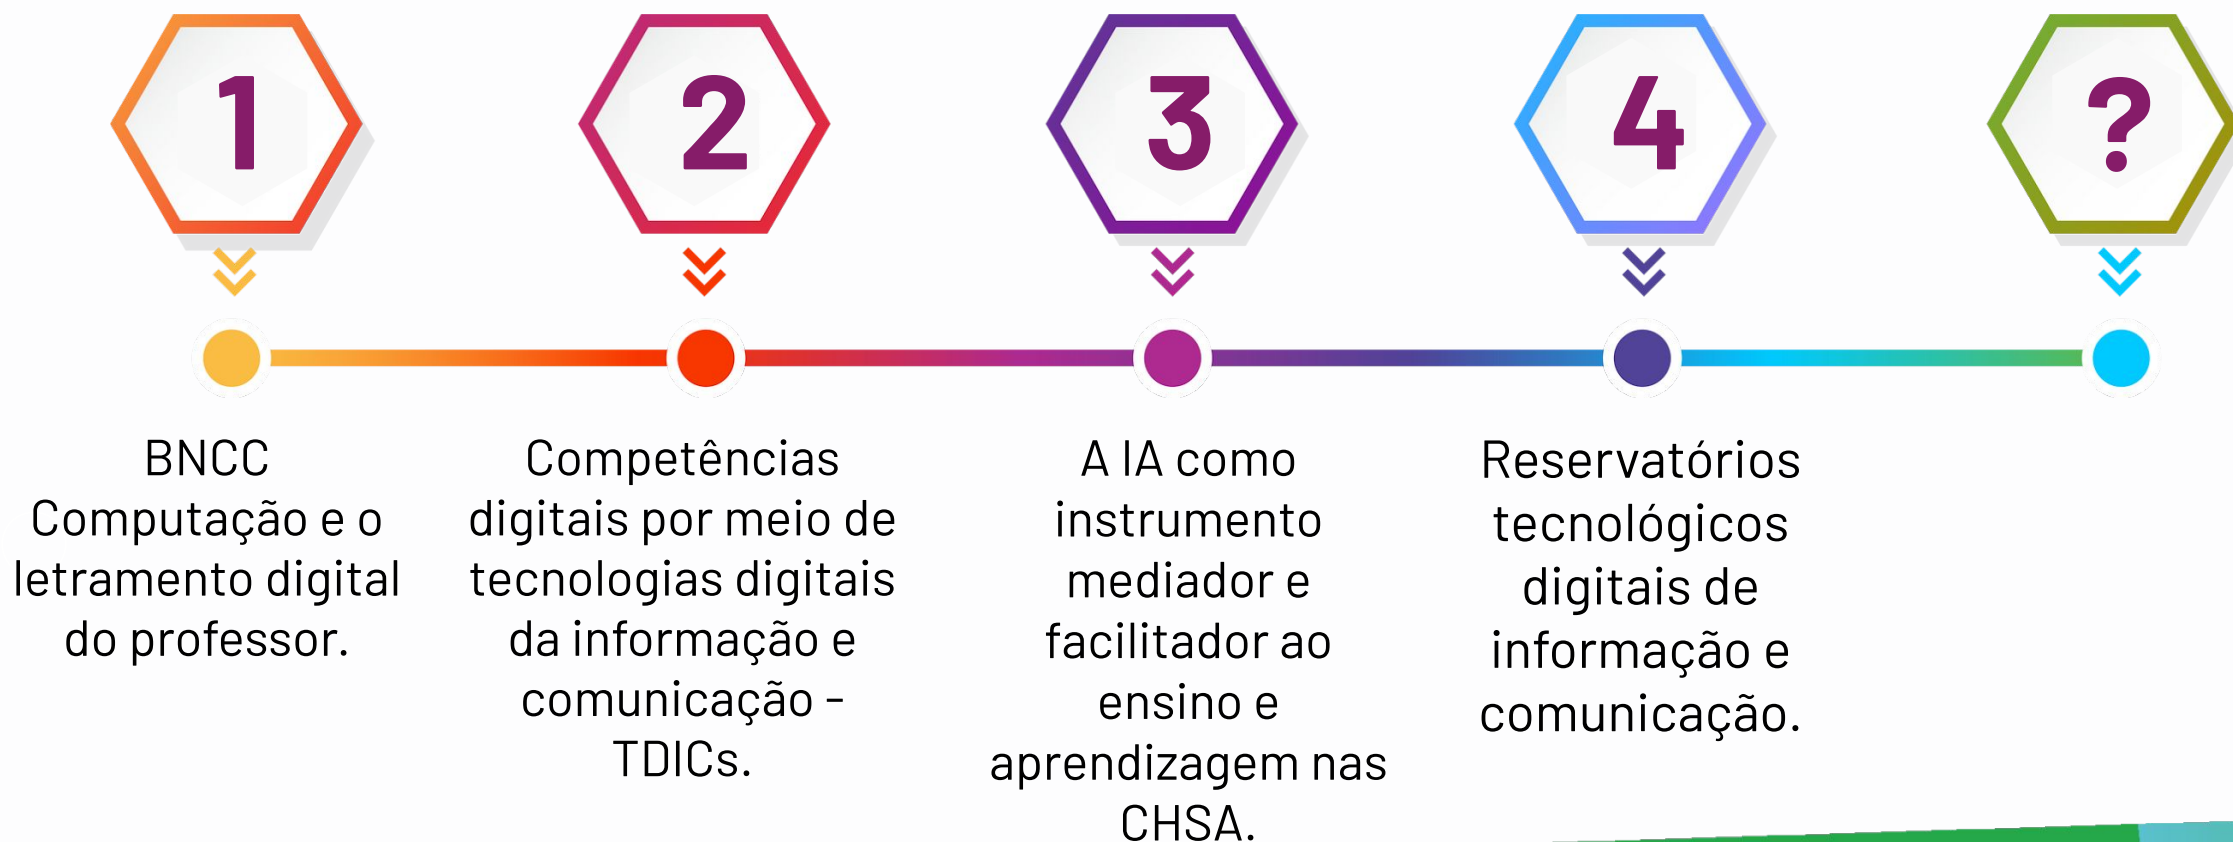 1
2
3
4
?
BNCC
Computação e o
letramento digital
do professor.
Competências
digitais por meio de
tecnologias digitais
da informação e
comunicação -
TDICs.
A IA como
instrumento
mediador e
facilitador ao
ensino e
aprendizagem nas
CHSA.
Reservatórios
tecnológicos
digitais de
informação e
comunicação.